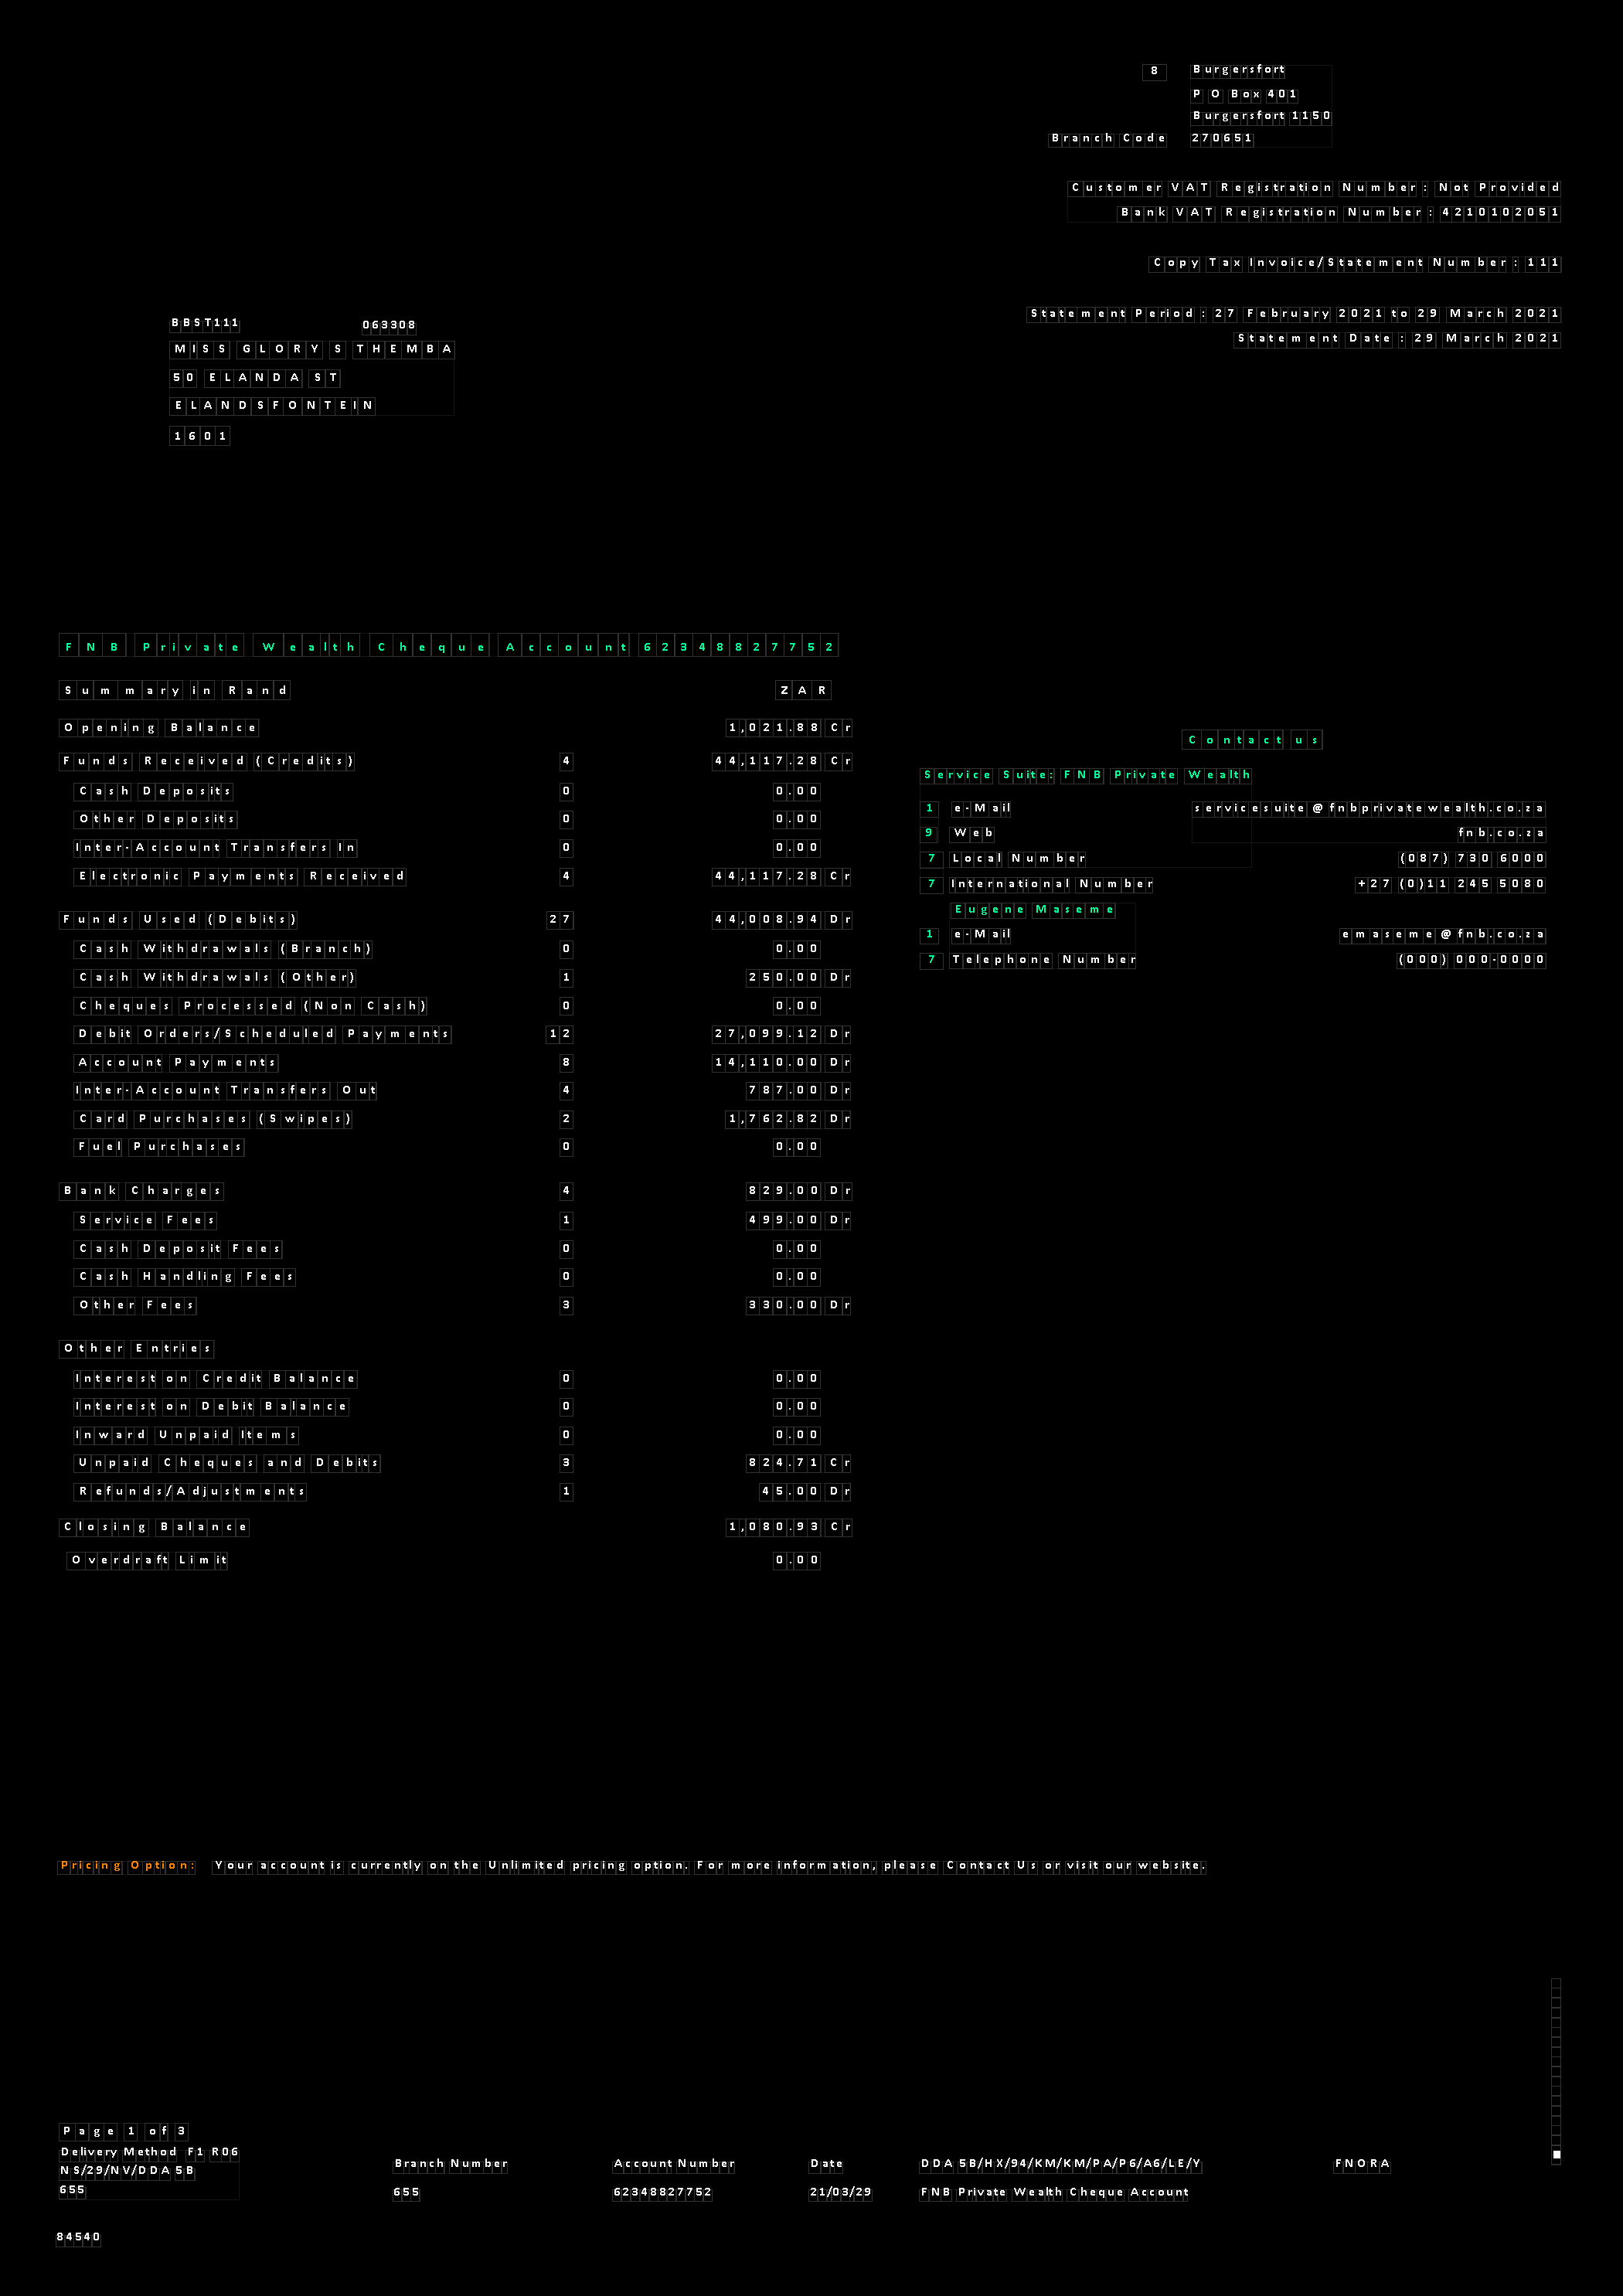 8 Burgersfort
P O Box 401
Burgersfort 1150
Branch Code 270651
Customer VAT Registration Number : Not Provided
Bank VAT Registration Number : 4210102051
Copy Tax Invoice/Statement Number : 111
Statement Period : 27 February 2021 to 29 March 2021
Statement Date : 29 March 2021
BBST111 063308
MISS GLORY S THEMBA
50 ELANDA ST
ELANDSFONTEIN
1601
FNB Private Wealth Cheque Account 62348827752
Summary in Rand ZAR
Opening Balance 1,021.88 Cr
Funds Received (Credits) 4 44,117.28 Cr
Cash Deposits 0 0.00
Other Deposits 0 0.00
Inter-Account Transfers In 0 0.00
Electronic Payments Received 4 44,117.28 Cr
Funds Used (Debits) 27 44,008.94 Dr
Cash Withdrawals (Branch) 0 0.00
Cash Withdrawals (Other) 1 250.00 Dr
Cheques Processed (Non Cash) 0 0.00
Debit Orders/Scheduled Payments 12 27,099.12 Dr
Account Payments 8 14,110.00 Dr
Inter-Account Transfers Out 4 787.00 Dr
Card Purchases (Swipes) 2 1,762.82 Dr
Fuel Purchases 0 0.00
Bank Charges 4 829.00 Dr
Service Fees 1 499.00 Dr
Cash Deposit Fees 0 0.00
Cash Handling Fees 0 0.00
Other Fees 3 330.00 Dr
Other Entries
Interest on Credit Balance 0 0.00
Interest on Debit Balance 0 0.00
Inward Unpaid Items 0 0.00
Unpaid Cheques and Debits 3 824.71 Cr
Refunds/Adjustments 1 45.00 Dr
Closing Balance 1,080.93 Cr
Overdraft Limit 0.00
Contact us
Service Suite: FNB Private Wealth
1 e-Mail servicesuite@fnbprivatewealth.co.za
9 Web fnb.co.za
7 Local Number (087) 730 6000
7 International Number +27 (0)11 245 5080
Eugene Maseme
1 e-Mail emaseme@fnb.co.za
7 Telephone Number (000) 000-0000
Pricing Option: Your account is currently on the Unlimited pricing option. For more information, please Contact Us or visit our website.
Page 1 of 3
Delivery Method F1 R06
NS/29/NV/DDA 5B
655
Branch Number Account Number Date DDA 5B/HX/94/KM/KM/PA/P6/A6/LE/Y FNORA
655 62348827752 21/03/29 FNB Private Wealth Cheque Account
84540